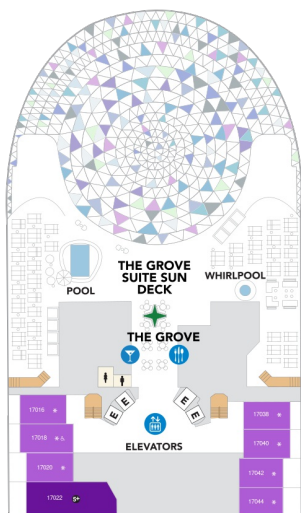 THE GROVE
SUITE SUN
DECK
POOL
WHIRLPOOL
THE GROVE
E
E
E
E
ELEVATORS
17016
17018
17020
17022 S+
17038
17040
17042
17044